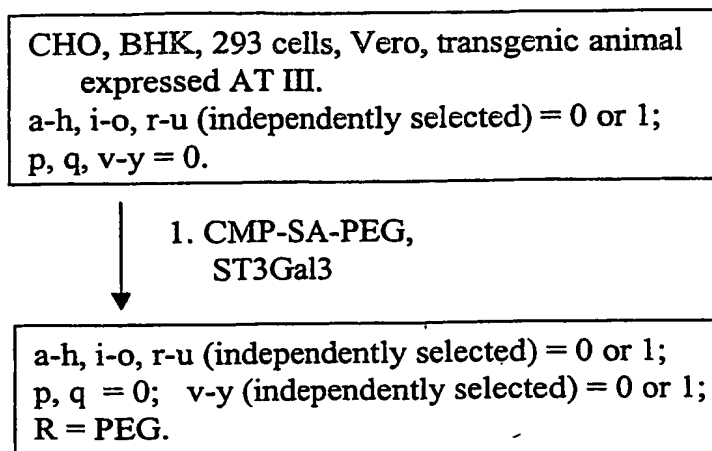 CHO, BHK, 293 cells, Vero, transgenic animal
expressed AT III.
a-h, i-o, r-u (independently selected) = 0 or 1;
p, q, v-y = 0.
1. CMP-SA-PEG,
ST3Gal3
a-h, i-o, r-u (independently selected) = 0 or 1;
p, q = 0; v-y (independently selected) = 0 or 1;
R = PEG.